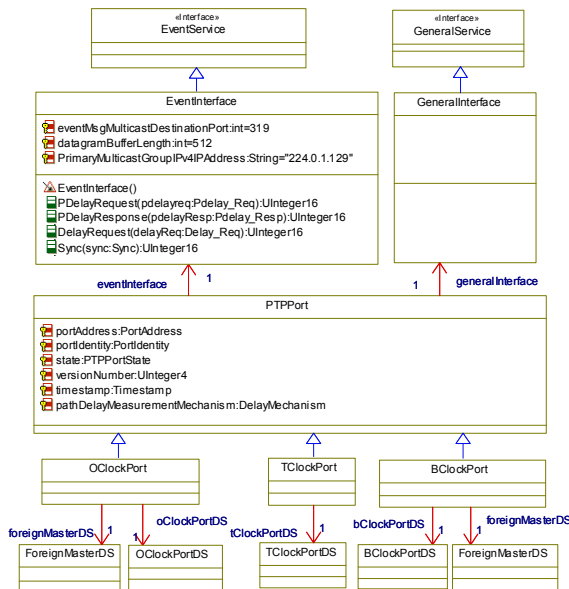 «Interface»
EventService
«Interface»
GeneralService
EventInterface
eventMsgMulticastDestinationPort:int=319
datagramBufferLength:int=512
PrimaryMulticastGroupIPv4IPAddress:String="224.0.1.129"
EventInterface()
PDelayRequest(pdelayreq:Pdelay_Req):UInteger16
PDelayResponse(pdelayResp:Pdelay_Resp):UInteger16
DelayRequest(delayReq:Delay_Req):UInteger16
Sync(sync:Sync):UInteger16
GeneralInterface
eventInterface
1
1
generalInterface
PTPPort
portAddress:PortAddress
portIdentity:PortIdentity
state:PTPPortState
versionNumber:UInteger4
timestamp:Timestamp
pathDelayMeasurementMechanism:DelayMechanism
OClockPort
TClockPort
BClockPort
foreignMasterDS
1
oClockPortDS
1
tClockPortDS
1
bClockPortDS
1
foreignMasterDS
1
ForeignMasterDS
OClockPortDS
TClockPortDS
BClockPortDS
ForeignMasterDS